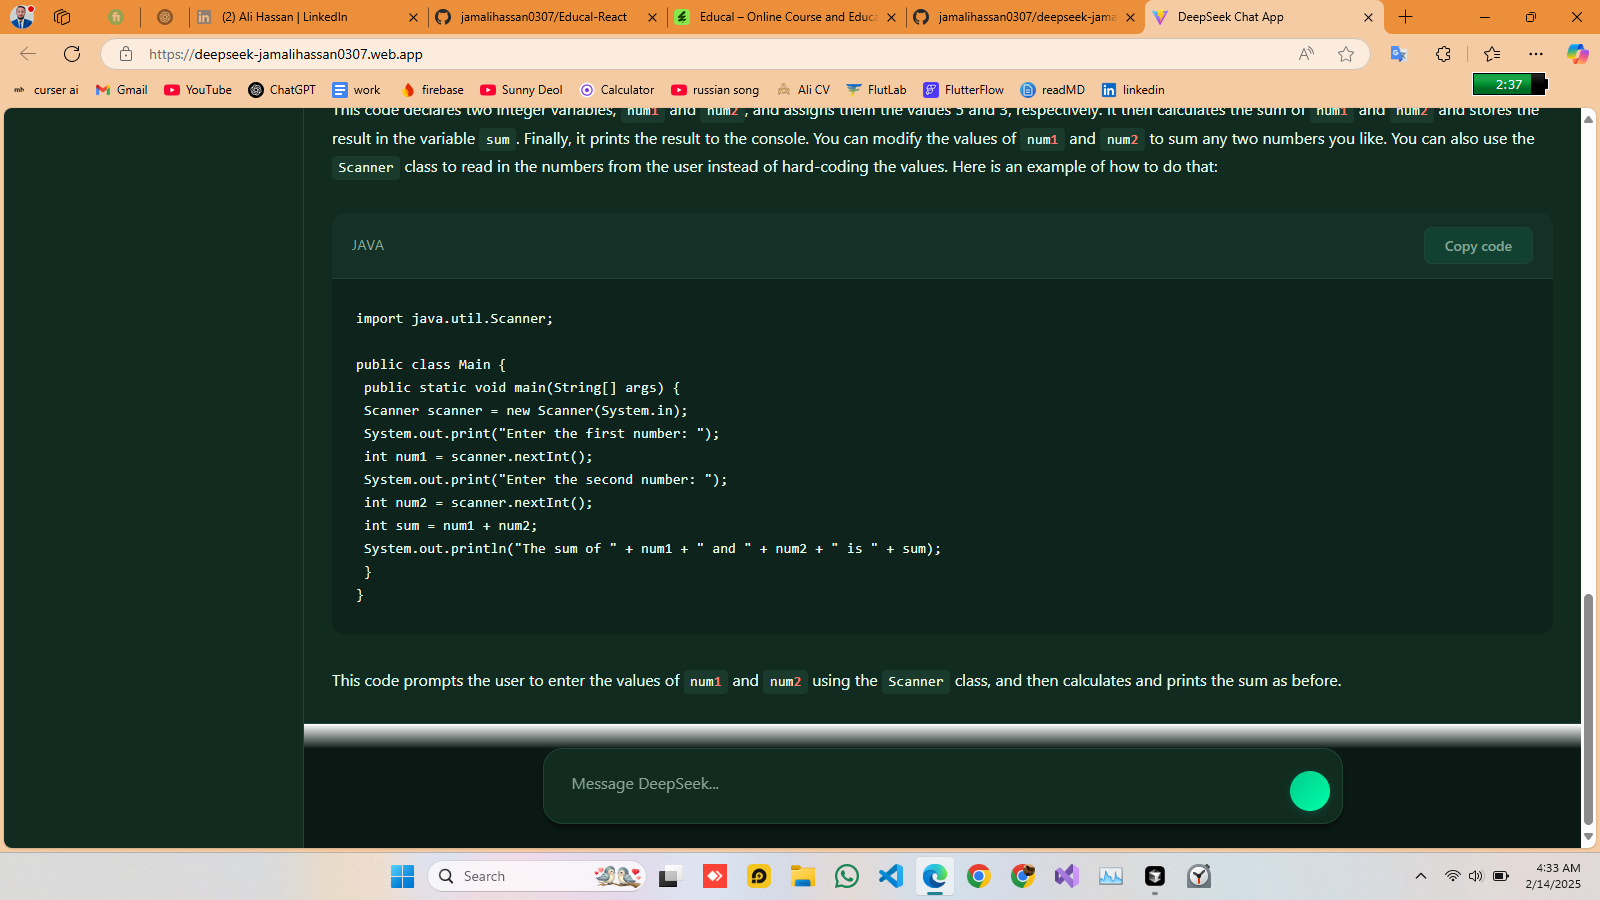 (2) Ali Hassan | LinkedIn
jamalihassan0307/Educal-React
Educal – Online Course and Educa
jamalihassan0307/deepseek-jama
DeepSeek Chat App
https://deepseek-jamalihassan0307.web.app
curser ai
Gmail
YouTube
ChatGPT
work
firebase
Sunny Deol
Calculator
russian song
Ali CV
FlutLab
FlutterFlow
readMD
linkedin
2:37
This code declares two integer variables, num1 and num2, and assigns them the values 5 and 3, respectively. It then calculates the sum of num1 and num2 and stores the
result in the variable sum. Finally, it prints the result to the console. You can modify the values of num1 and num2 to sum any two numbers you like. You can also use the
Scanner class to read in the numbers from the user instead of hard-coding the values. Here is an example of how to do that:
JAVA
Copy code
import java.util.Scanner;
public class Main {
public static void main(String[] args) {
Scanner scanner = new Scanner(System.in);
System.out.print("Enter the first number: ");
int num1 = scanner.nextInt();
System.out.print("Enter the second number: ");
int num2 = scanner.nextInt();
int sum = num1 + num2;
System.out.println("The sum of " + num1 + " and " + num2 + " is " + sum);
}
}
This code prompts the user to enter the values of num1 and num2 using the Scanner class, and then calculates and prints the sum as before.
Message DeepSeek...
Search
4:33 AM
2/14/2025